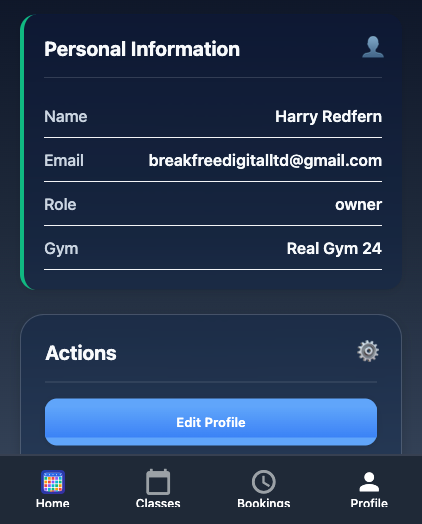 Personal Information
Name Harry Redfern
Email breakfreedigitalltd@gmail.com
Role owner
Gym Real Gym 24
Actions
Edit Profile
Home Classes Bookings Profile